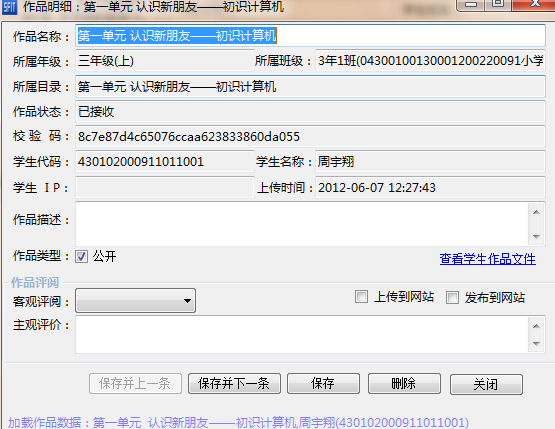 SFIT 作品明细：第一单元 认识新朋友——初识计算机
作品名称： 第一单元 认识新朋友——初识计算机
所属年级： 三年级(上) 所属班级： 3年1班(04300100130001200220091小学
所属目录： 第一单元 认识新朋友——初识计算机
作品状态： 已接收
校 验 码： 8c7e87d4c65076ccaa623833860da055
学生代码： 430102000911011001 学生名称： 周宇翔
学生 IP： 上传时间： 2012-06-07 12:27:43
作品描述：
作品类型： 公开 查看学生作品文件
作品评阅
客观评阅： 上传到网站 发布到网站
主观评价：
保存并上一条 保存并下一条 保存 删除 关闭
加载作品数据：第一单元 认识新朋友——初识计算机,周宇翔(430102000911011001)